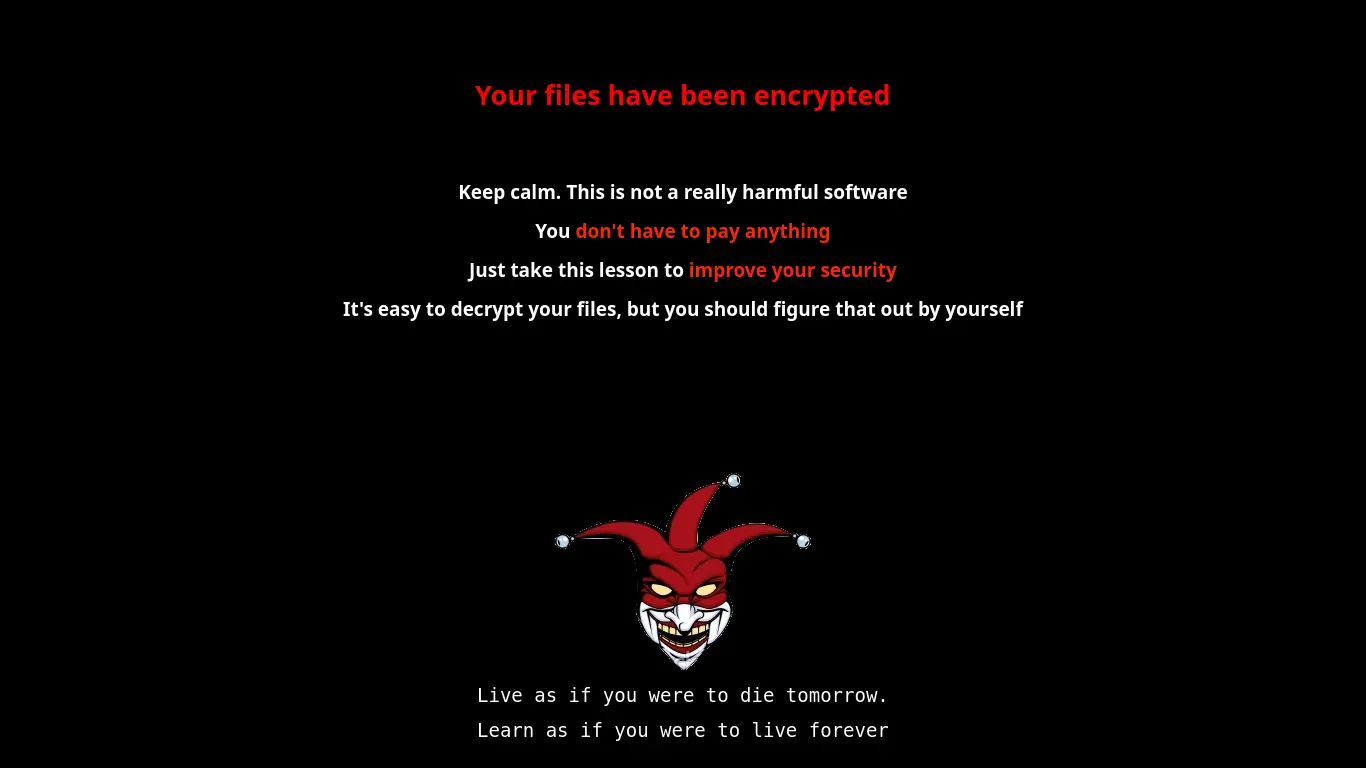 Your files have been encrypted
Keep calm. This is not a really harmful software
You don't have to pay anything
Just take this lesson to improve your security
It's easy to decrypt your files, but you should figure that out by yourself
Live as if you were to die tomorrow.
Learn as if you were to live forever